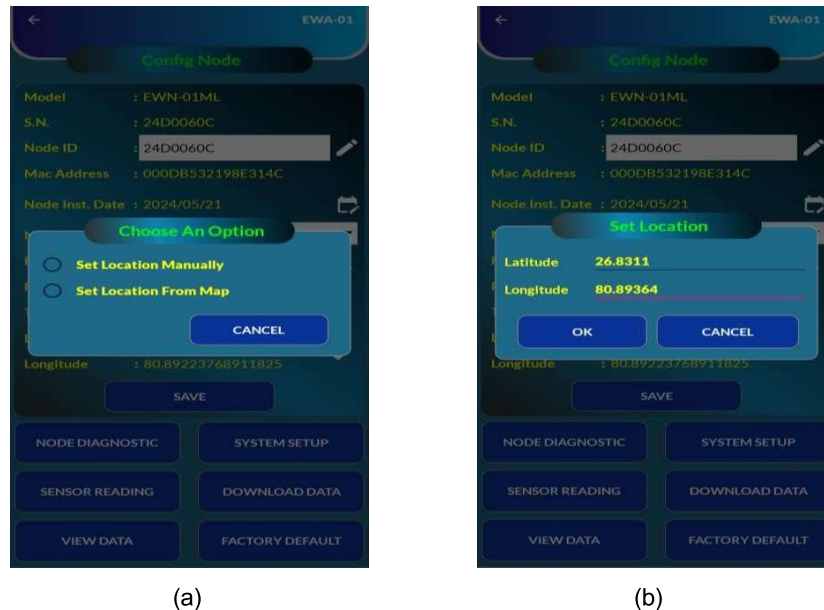 EWA-01
Config Node
Model : EWN-01ML
S.N. : 24D0060C
Node ID : 24D0060C
Mac Address : 000DB532198E314C
Node Inst. Date : 2024/05/21
Choose An Option
Set Location Manually
Set Location From Map
CANCEL
Longitude : 80.89223768911825
SAVE
NODE DIAGNOSTIC SYSTEM SETUP
SENSOR READING DOWNLOAD DATA
VIEW DATA FACTORY DEFAULT
(a)
EWA-01
Config Node
Model : EWN-01ML
S.N. : 24D0060C
Node ID : 24D0060C
Mac Address : 000DB532198E314C
Node Inst. Date : 2024/05/21
Set Location
Latitude 26.8311
Longitude 80.89364
OK CANCEL
Longitude : 80.89223768911825
SAVE
NODE DIAGNOSTIC SYSTEM SETUP
SENSOR READING DOWNLOAD DATA
VIEW DATA FACTORY DEFAULT
(b)